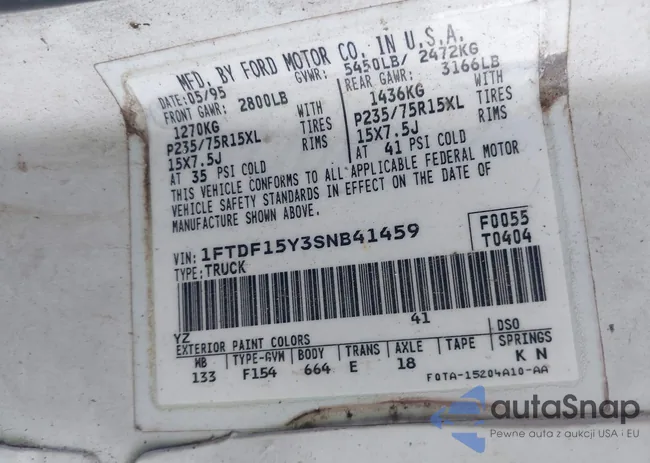 MFD. BY FORD MOTOR CO. IN U.S.A.
DATE: 05/95 GVWR: 5450LB/ 2472KG
FRONT GAWR: 2800LB REAR GAWR: 3166LB
1270KG WITH 1436KG WITH
P235/75R15XL TIRES P235/75R15XL TIRES
15X7.5J RIMS 15X7.5J RIMS
AT 35 PSI COLD AT 41 PSI COLD
THIS VEHICLE CONFORMS TO ALL APPLICABLE FEDERAL MOTOR
VEHICLE SAFETY STANDARDS IN EFFECT ON THE DATE OF
MANUFACTURE SHOWN ABOVE.
VIN: 1FTDF15Y3SNB41459 F0055
TYPE: TRUCK T0404
YZ 41
EXTERIOR PAINT COLORS DSO
WB TYPE-GVM BODY TRANS AXLE TAPE SPRINGS
133 F154 664 E 18 K N
F0TA-15204A10-AA
autaSnap
Pewne auta z aukcji USA i EU